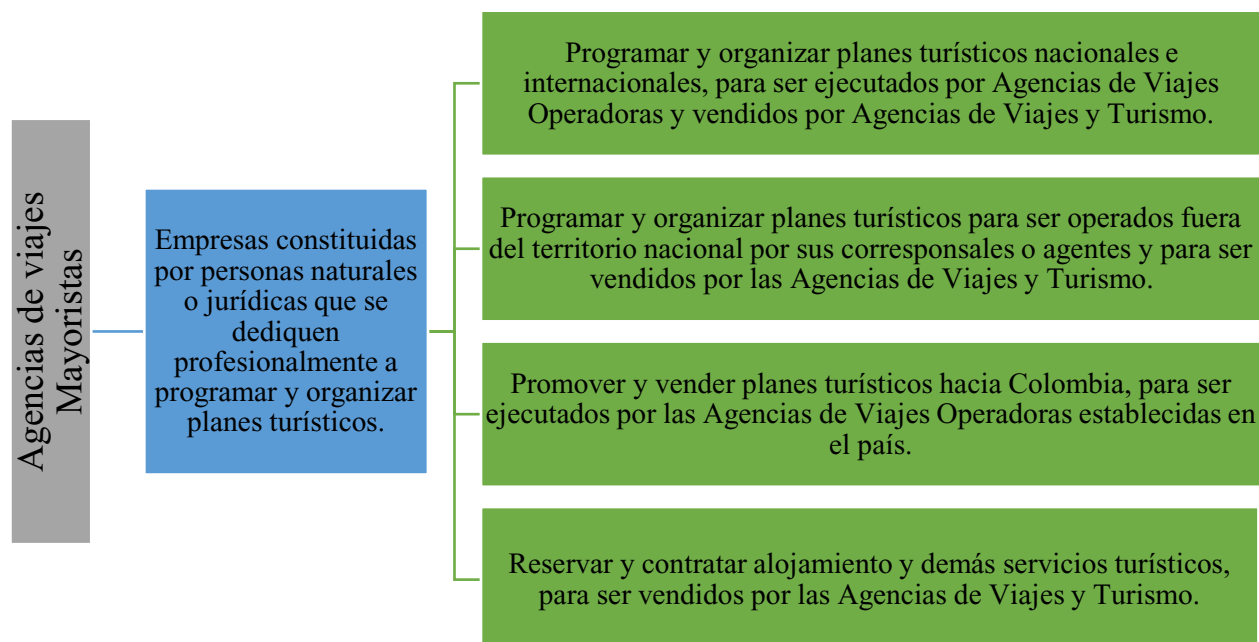 Agencias de viajes
Mayoristas
Empresas constituidas
por personas naturales
o jurídicas que se
dediquen
profesionalmente a
programar y organizar
planes turísticos.
Programar y organizar planes turísticos nacionales e
internacionales, para ser ejecutados por Agencias de Viajes
Operadoras y vendidos por Agencias de Viajes y Turismo.
Programar y organizar planes turísticos para ser operados fuera
del territorio nacional por sus corresponsales o agentes y para ser
vendidos por las Agencias de Viajes y Turismo.
Promover y vender planes turísticos hacia Colombia, para ser
ejecutados por las Agencias de Viajes Operadoras establecidas en
el país.
Reservar y contratar alojamiento y demás servicios turísticos,
para ser vendidos por las Agencias de Viajes y Turismo.